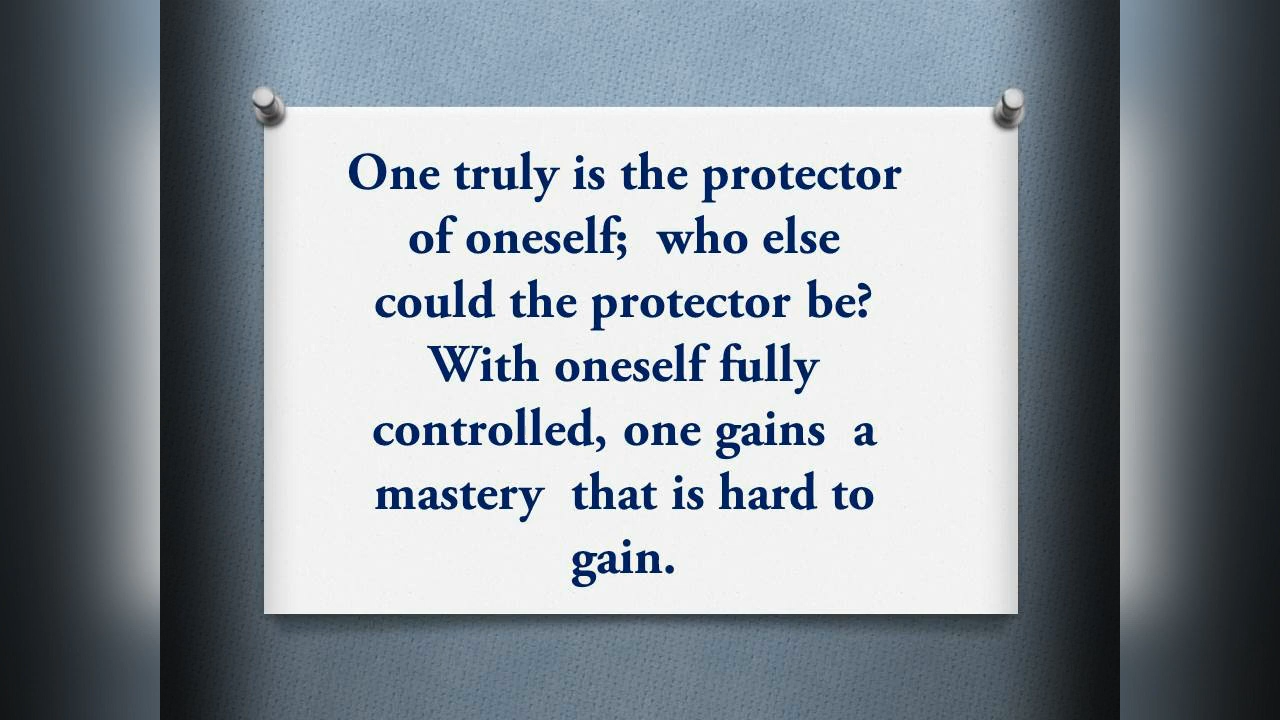 One truly is the protector
of oneself;  who else
could the protector be?
With oneself fully
controlled, one gains  a
mastery  that is hard to
gain.